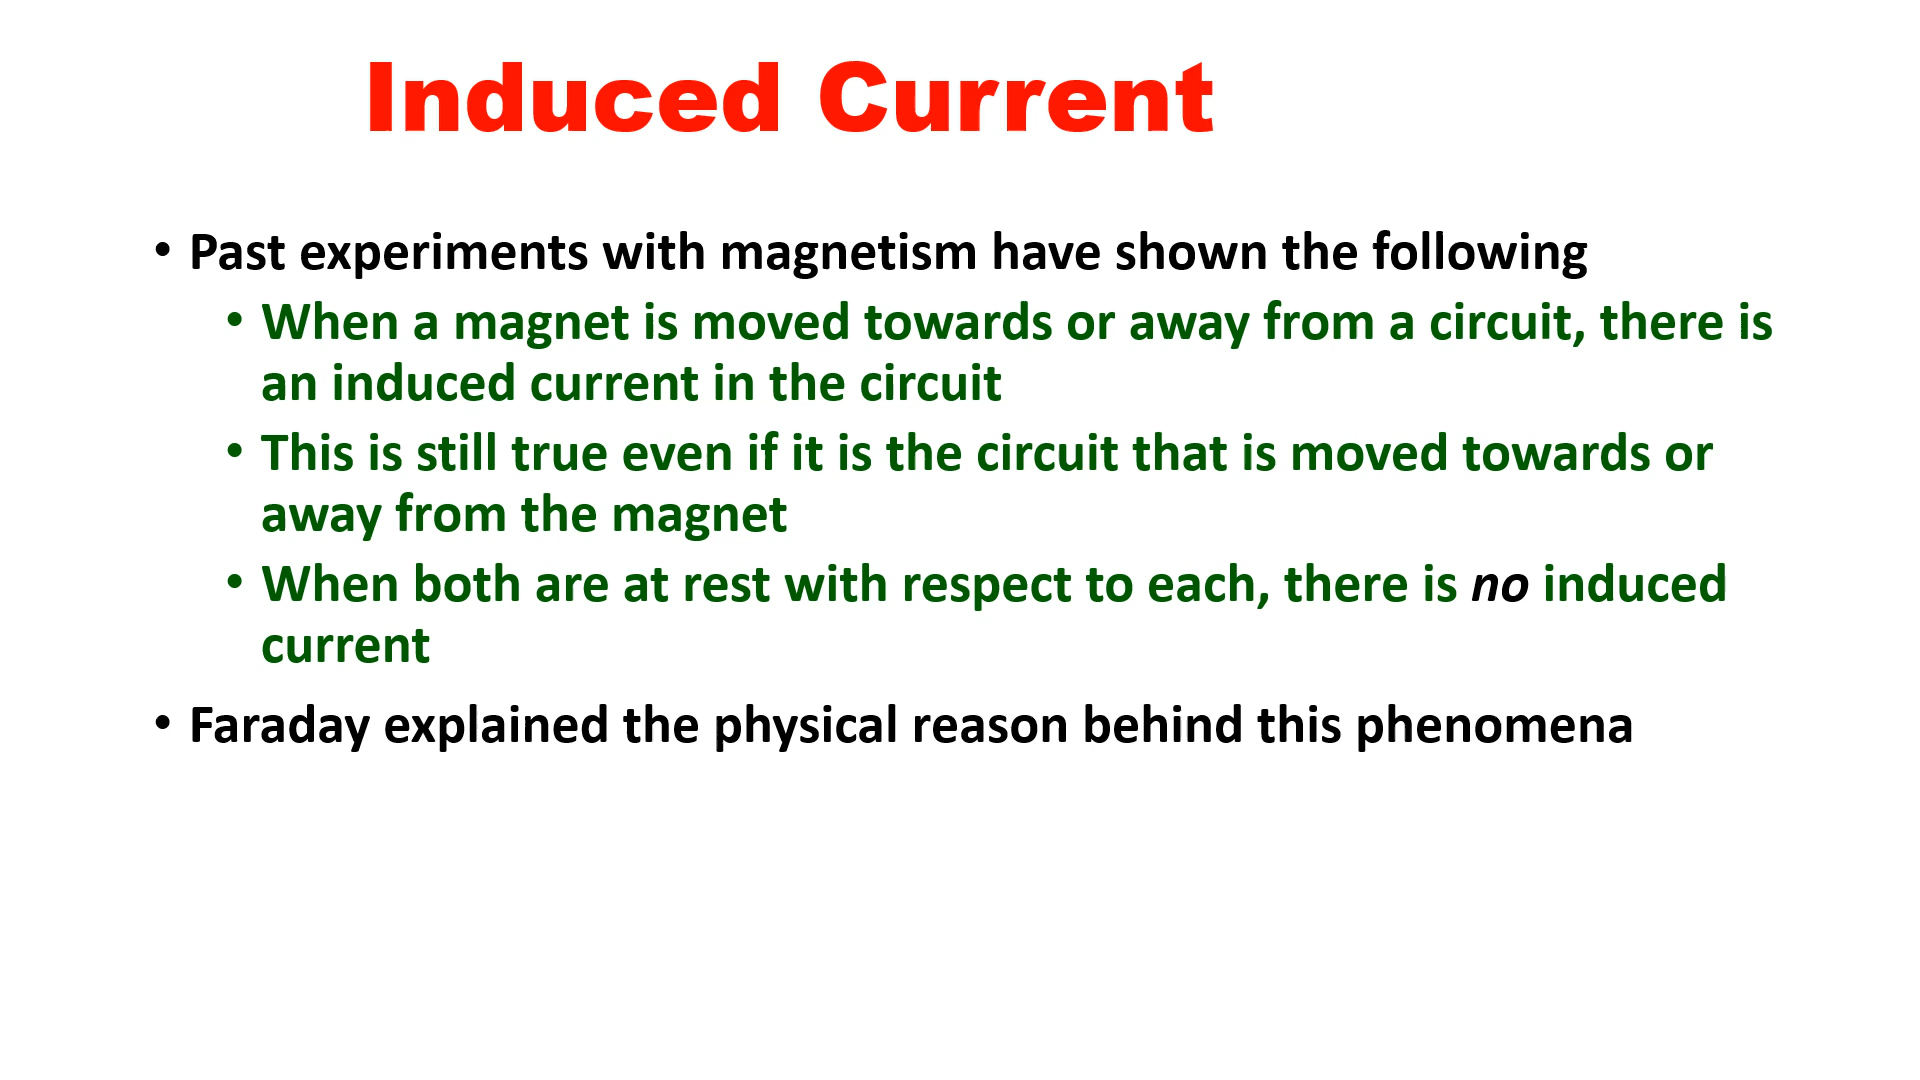 Induced Current
• Past experiments with magnetism have shown the following
• When a magnet is moved towards or away from a circuit, there is
an induced current in the circuit
• This is still true even if it is the circuit that is moved towards or
away from the magnet
• When both are at rest with respect to each, there is no induced
current
• Faraday explained the physical reason behind this phenomena